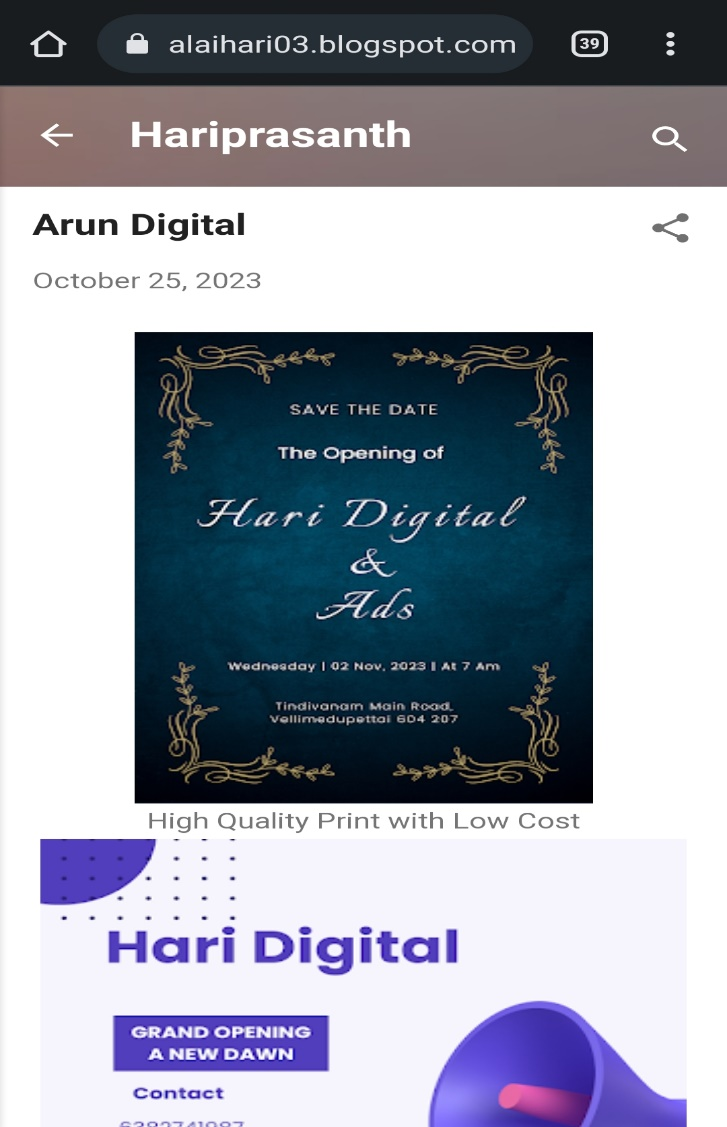 alaihari03.blogspot.com
39
Hariprasanth
Arun Digital
October 25, 2023
SAVE THE DATE
The Opening of
Hari Digital
&
Ads
Wednesday | 02 Nov, 2023 | At 7 Am
Tindivanam Main Road,
Vellimedupettai 604 207
High Quality Print with Low Cost
Hari Digital
GRAND OPENING
A NEW DAWN
Contact